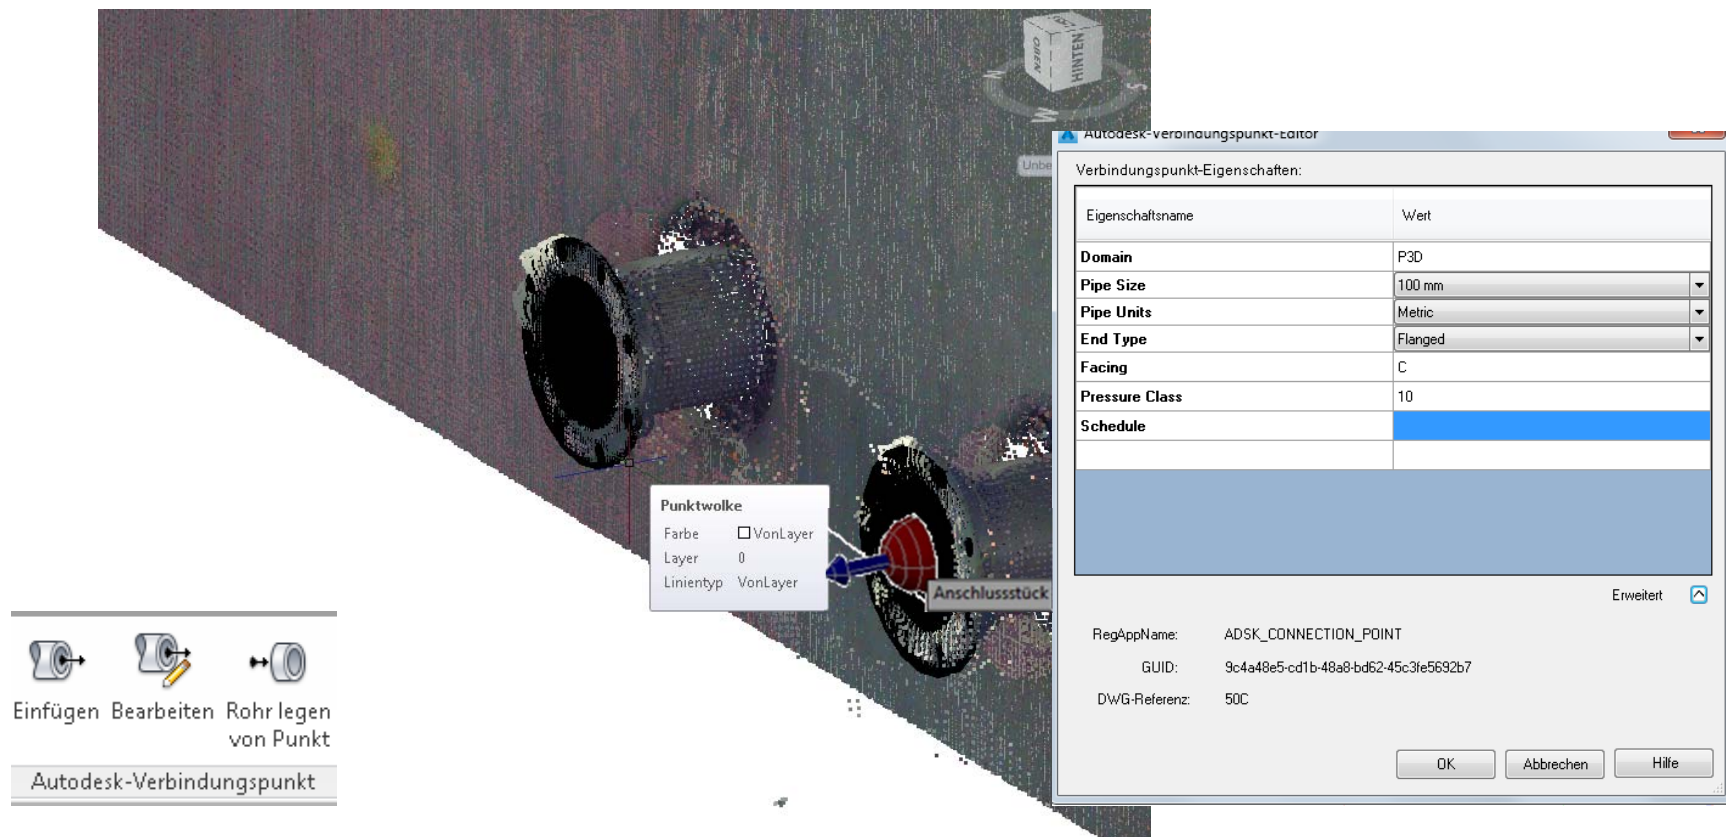 OBEN
HINTEN
N
W
S
Unbe
Autodesk-Verbindungspunkt-Editor
Verbindungspunkt-Eigenschaften:
Eigenschaftsname Wert
Domain P3D
Pipe Size 100 mm
Pipe Units Metric
End Type Flanged
Facing C
Pressure Class 10
Schedule
Punktwolke
Farbe VonLayer
Layer 0
Linientyp VonLayer
Anschlussstück
Erweitert
RegAppName: ADSK_CONNECTION_POINT
GUID: 9c4a48e5-cd1b-48a8-bd62-45c3fe5692b7
DWG-Referenz: 50C
OK Abbrechen Hilfe
Einfügen Bearbeiten Rohr legen
von Punkt
Autodesk-Verbindungspunkt